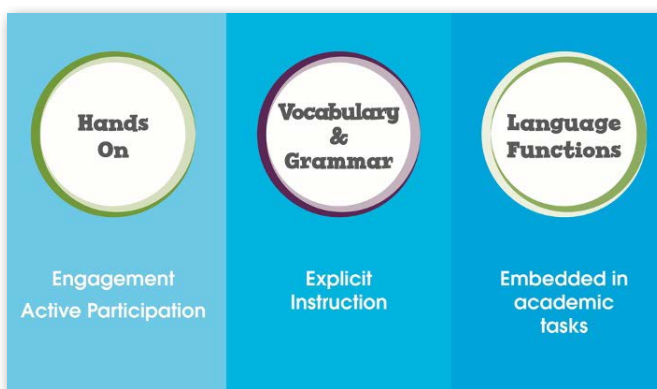 Hands
On
Engagement
Active Participation
Vocabulary
&
Grammar
Explicit
Instruction
Language
Functions
Embedded in
academic
tasks